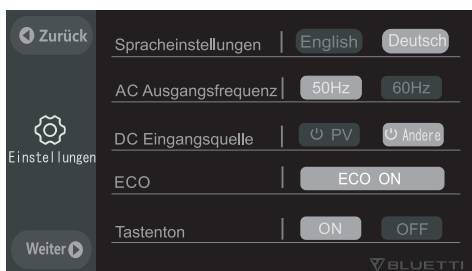 Zurück
Spracheinstellungen | English Deutsch
AC Ausgangsfrequenz | 50Hz 60Hz
DC Eingangsquelle | PV Andere
Einstellungen
ECO | ECO ON
Tastenton | ON OFF
Weiter
BLUETTI